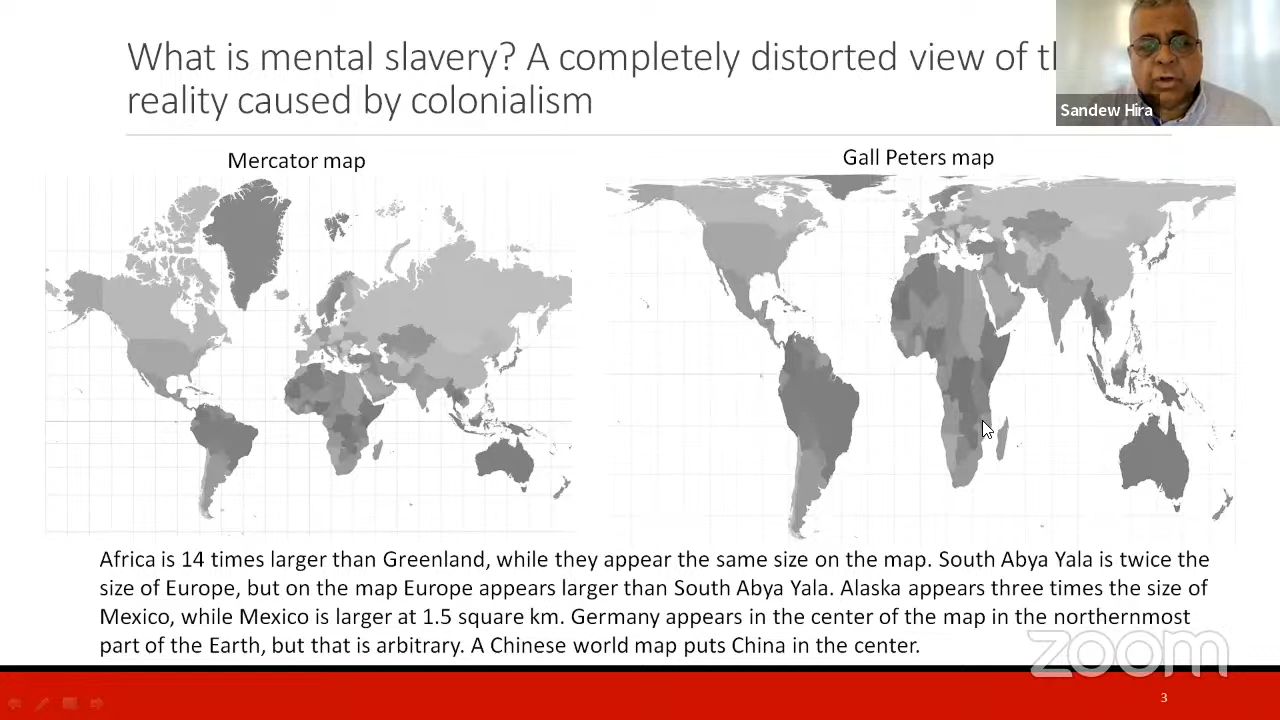 What is mental slavery? A completely distorted view of th
reality caused by colonialism
Sandew Hira
Mercator map
Gall Peters map
Africa is 14 times larger than Greenland, while they appear the same size on the map. South Abya Yala is twice the
size of Europe, but on the map Europe appears larger than South Abya Yala. Alaska appears three times the size of
Mexico, while Mexico is larger at 1.5 square km. Germany appears in the center of the map in the northernmost
part of the Earth, but that is arbitrary. A Chinese world map puts China in the center.
zoom
3